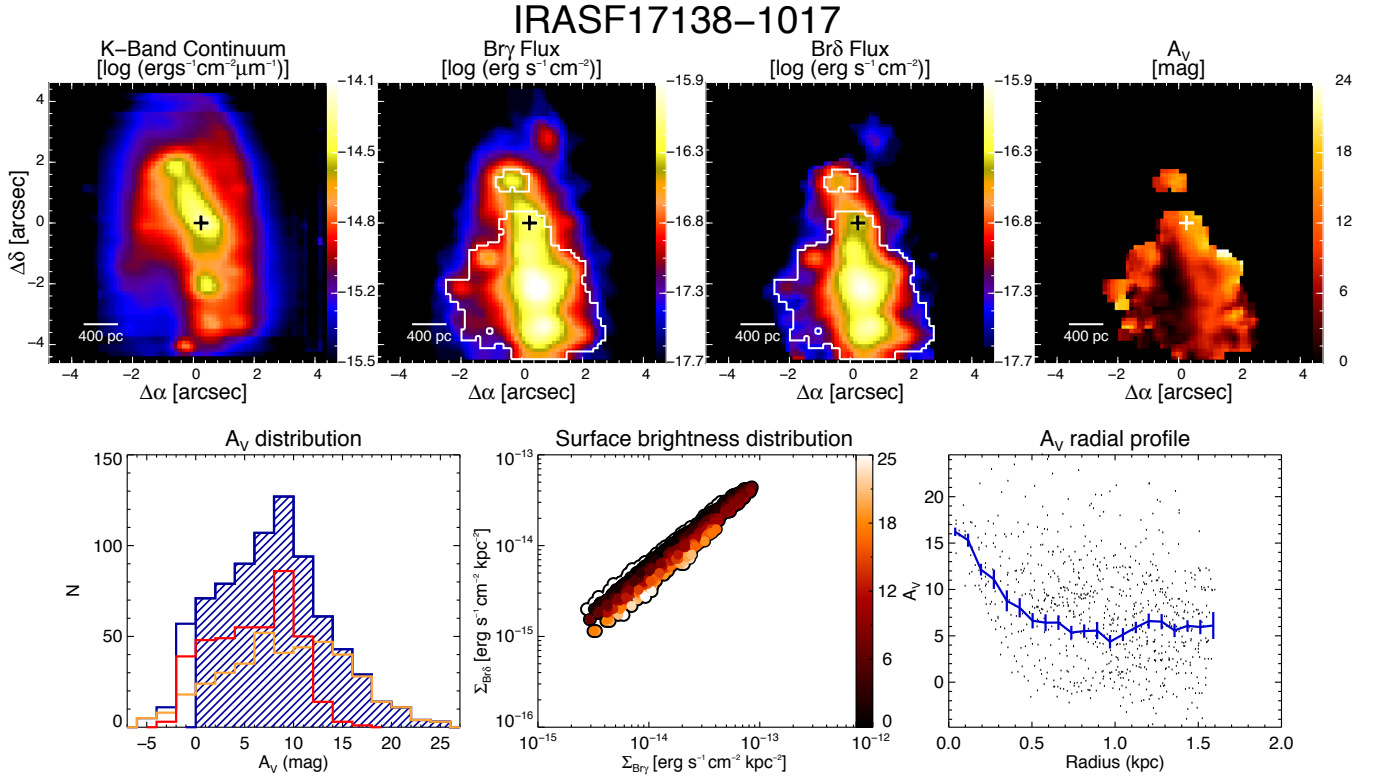 IRASF17138−1017
K−Band Continuum
[log (ergs⁻¹cm⁻²μm⁻¹)]
Brγ Flux
[log (erg s⁻¹cm⁻²)]
Brδ Flux
[log (erg s⁻¹cm⁻²)]
A_V
[mag]
4
2
0
−2
−4
Δδ [arcsec]
−14.1
−14.5
−14.8
−15.2
−15.5
−15.9
−16.3
−16.8
−17.3
−17.7
−15.9
−16.3
−16.8
−17.3
−17.7
24
18
12
6
0
400 pc
400 pc
400 pc
400 pc
−4 −2 0 2 4
−4 −2 0 2 4
−4 −2 0 2 4
−4 −2 0 2 4
Δα [arcsec]
Δα [arcsec]
Δα [arcsec]
Δα [arcsec]
A_V distribution
150
100
50
0
N
−5 0 5 10 15 20 25
A_V (mag)
Surface brightness distribution
10⁻¹³
10⁻¹⁴
10⁻¹⁵
10⁻¹⁶
Σ_Brδ [erg s⁻¹ cm⁻² kpc⁻²]
25
18
12
6
0
10⁻¹⁵ 10⁻¹⁴ 10⁻¹³ 10⁻¹²
Σ_Brγ [erg s⁻¹ cm⁻² kpc⁻²]
A_V radial profile
20
15
10
5
0
A_V
0.0 0.5 1.0 1.5 2.0
Radius (kpc)